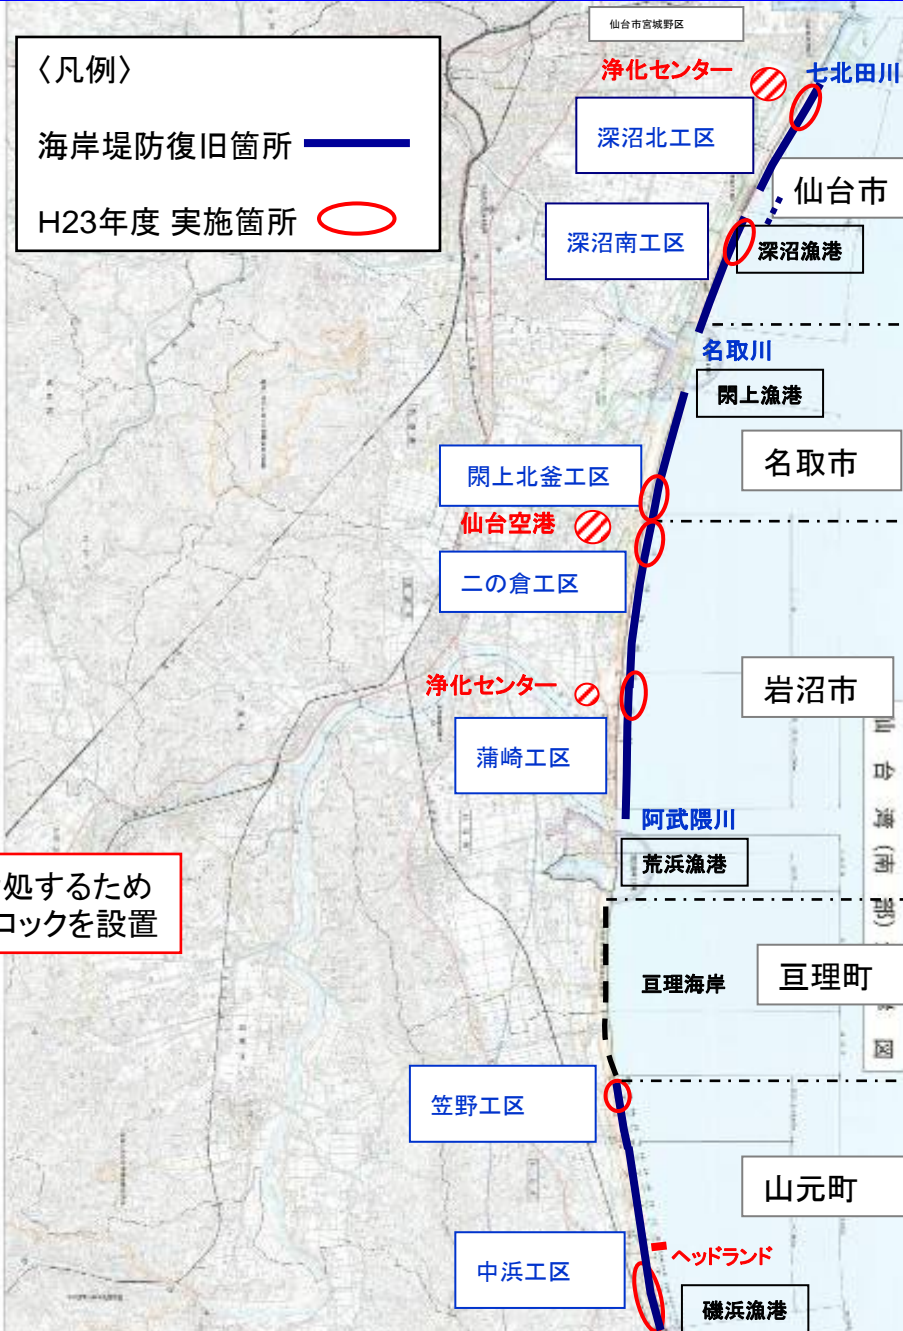 仙台市宮城野区
〈凡例〉
海岸堤防復旧箇所
H23年度 実施箇所
浄化センター
七北田川
深沼北工区
仙台市
深沼南工区
深沼漁港
名取川
閖上漁港
名取市
閖上北釜工区
仙台空港
二の倉工区
岩沼市
浄化センター
蒲崎工区
阿武隈川
荒浜漁港
処するため
ロックを設置
亘理海岸
亘理町
笠野工区
山元町
ヘッドランド
中浜工区
磯浜漁港
仙台湾(南部)
図